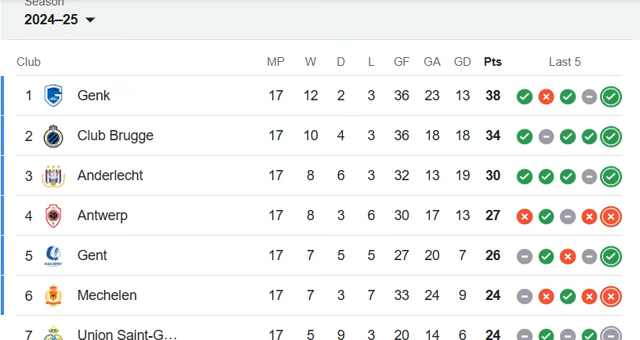 Season
2024–25
Club MP W D L GF GA GD Pts Last 5
1 Genk 17 12 2 3 36 23 13 38
2 Club Brugge 17 10 4 3 36 18 18 34
3 Anderlecht 17 8 6 3 32 13 19 30
4 Antwerp 17 8 3 6 30 17 13 27
5 Gent 17 7 5 5 27 20 7 26
6 Mechelen 17 7 3 7 33 24 9 24
7 Union Saint-G... 17 5 9 3 20 14 6 24